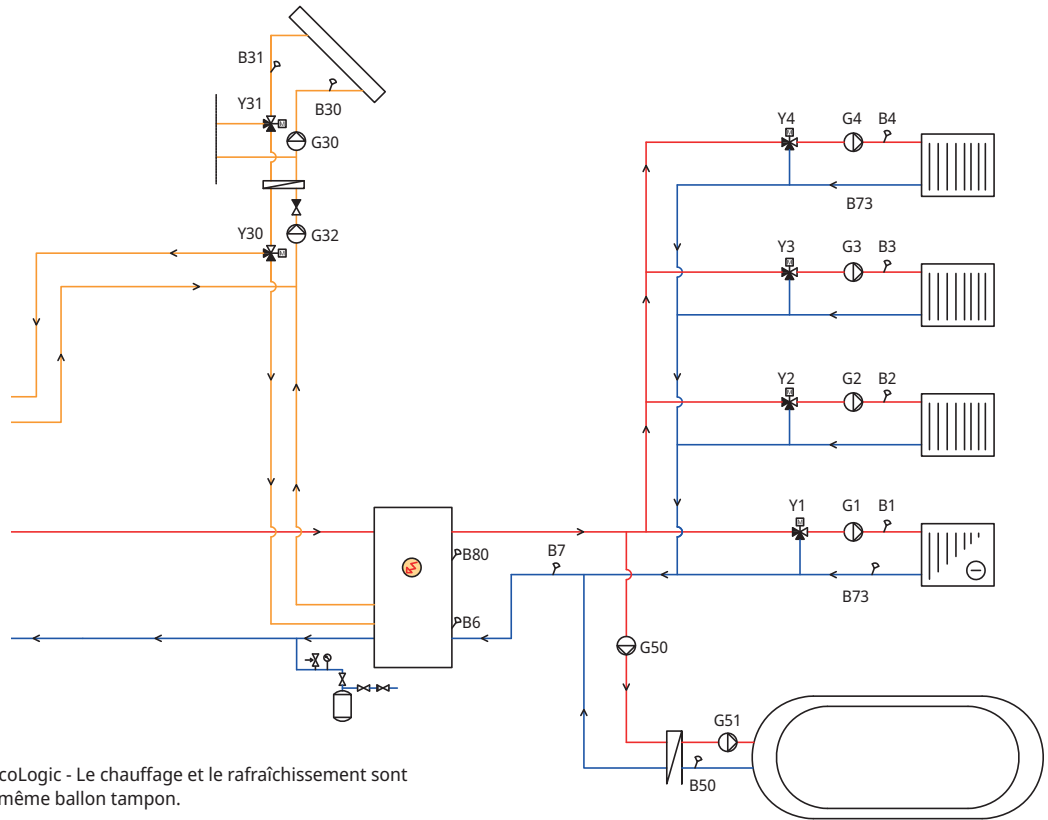 B31
B30
Y31
G30
Y30
G32
Y4 G4 B4
B73
Y3 G3 B3
Y2 G2 B2
Y1 G1 B1
B7
B80
B73
B6
G50
G51
B50
coLogic - Le chauffage et le rafraîchissement sont
même ballon tampon.